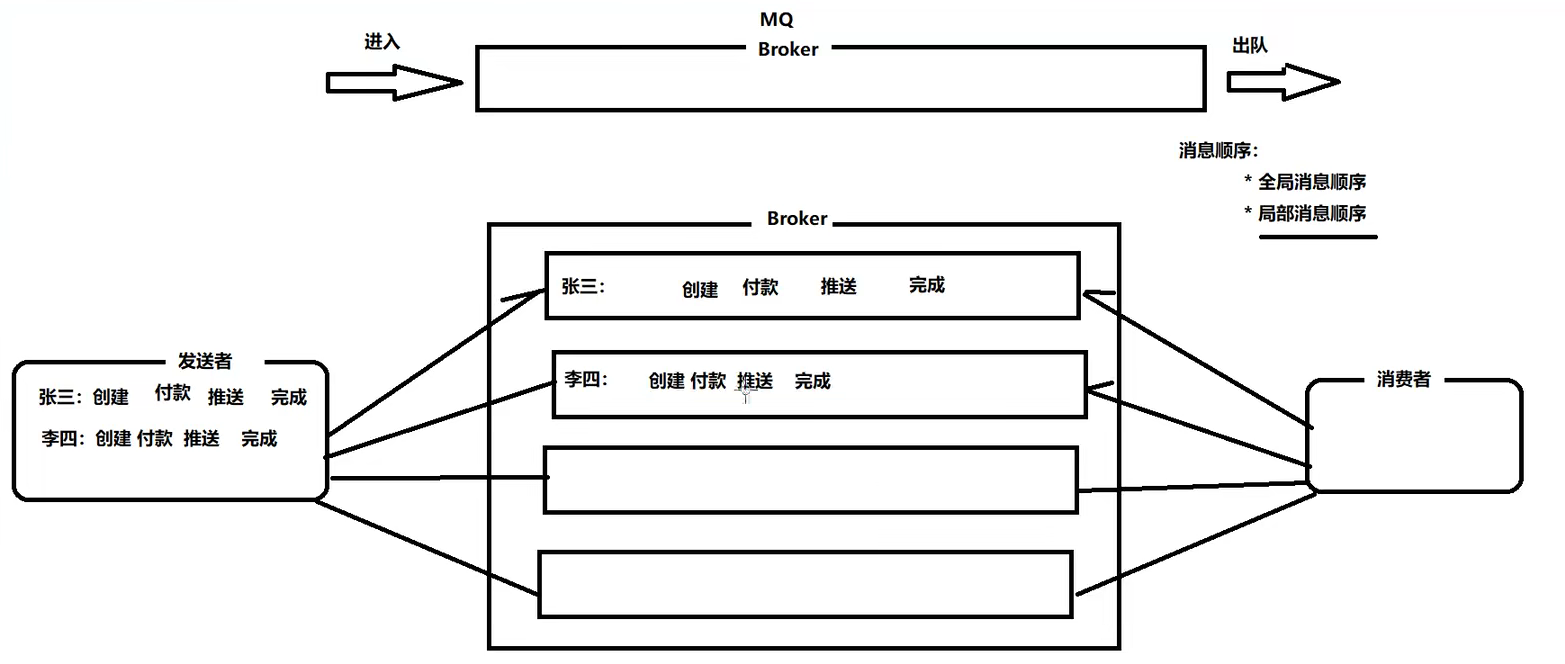 MQ
进入
Broker
出队
消息顺序：
* 全局消息顺序
* 局部消息顺序
Broker
张三： 创建 付款 推送 完成
李四： 创建 付款 推送 完成
发送者
张三：创建 付款 推送 完成
李四：创建 付款 推送 完成
消费者